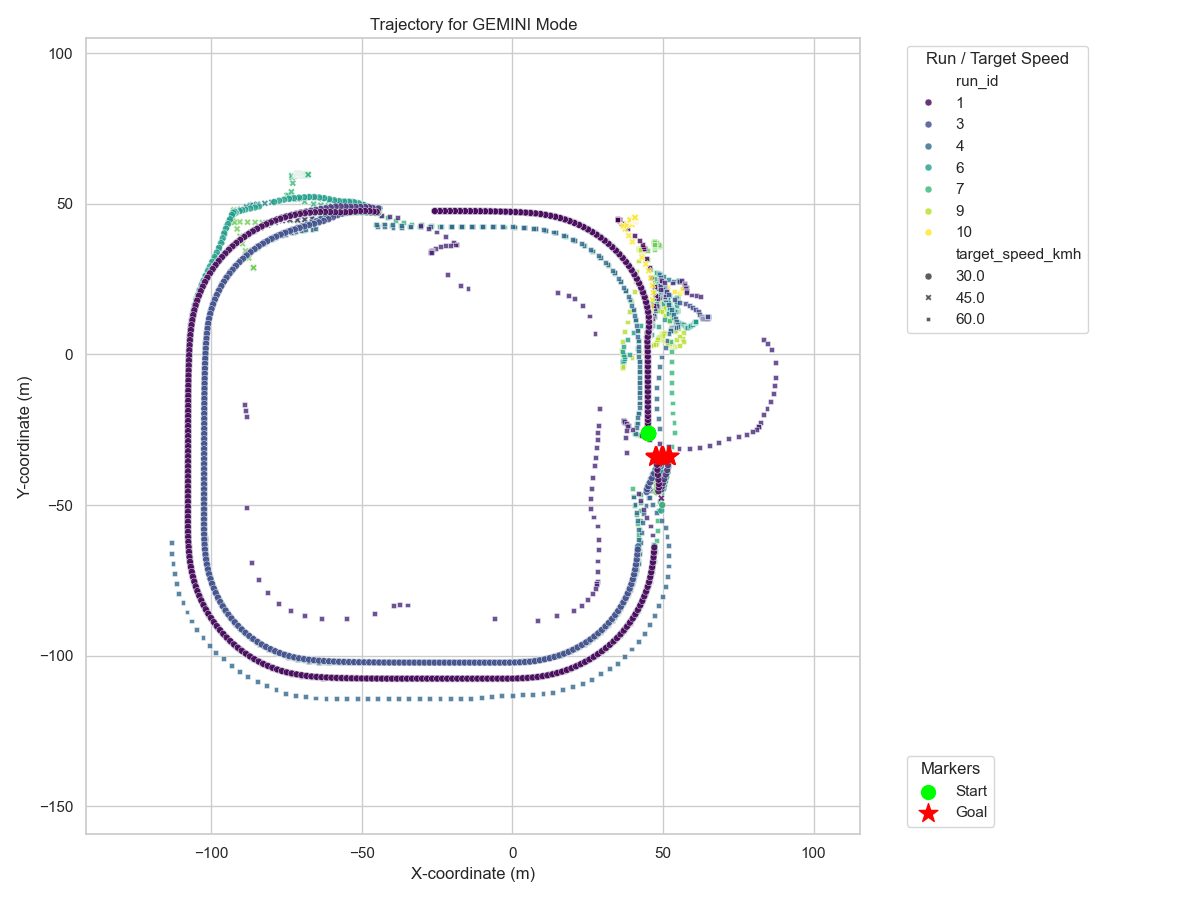 Trajectory for GEMINI Mode
100
50
0
−50
−100
−150
Y-coordinate (m)
−100
−50
0
50
100
X-coordinate (m)
Run / Target Speed
run_id
1
3
4
6
7
9
10
target_speed_kmh
30.0
45.0
60.0
Markers
Start
Goal